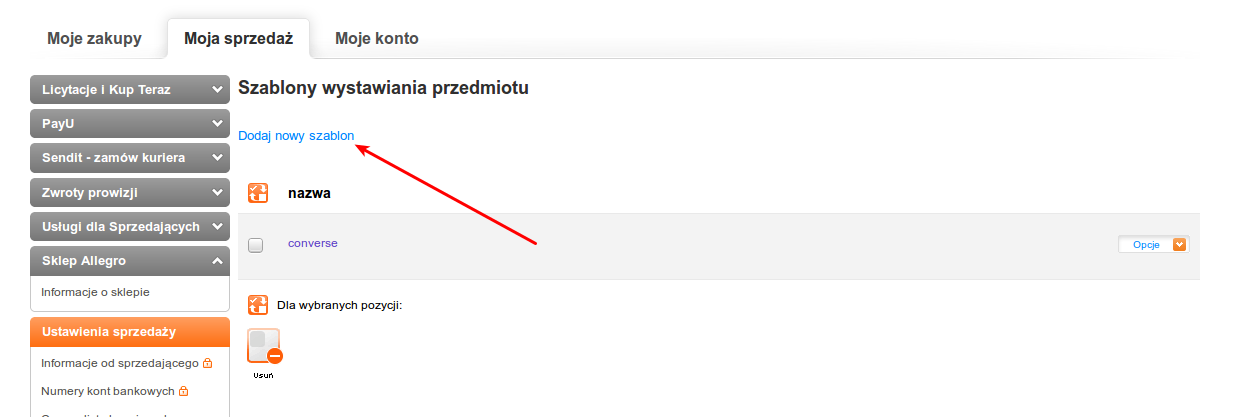 Moje zakupy
Moja sprzedaż
Moje konto
Licytacje i Kup Teraz
PayU
Sendit - zamów kuriera
Zwroty prowizji
Usługi dla Sprzedających
Sklep Allegro
Informacje o sklepie
Ustawienia sprzedaży
Informacje od sprzedającego
Numery kont bankowych
Szablony wystawiania przedmiotu
Dodaj nowy szablon
nazwa
converse
Opcje
Dla wybranych pozycji:
Usuń